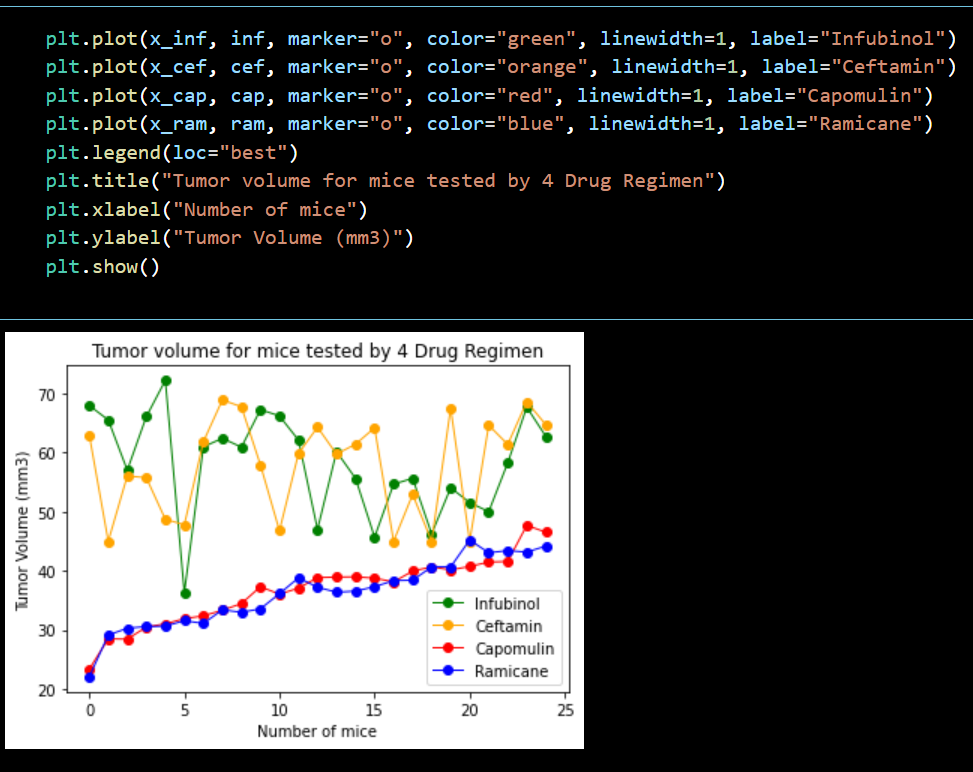 plt.plot(x_inf, inf, marker="o", color="green", linewidth=1, label="Infubinol")
plt.plot(x_cef, cef, marker="o", color="orange", linewidth=1, label="Ceftamin")
plt.plot(x_cap, cap, marker="o", color="red", linewidth=1, label="Capomulin")
plt.plot(x_ram, ram, marker="o", color="blue", linewidth=1, label="Ramicane")
plt.legend(loc="best")
plt.title("Tumor volume for mice tested by 4 Drug Regimen")
plt.xlabel("Number of mice")
plt.ylabel("Tumor Volume (mm3)")
plt.show()
Tumor volume for mice tested by 4 Drug Regimen
Tumor Volume (mm3)
70
60
50
40
30
20
Infubinol
Ceftamin
Capomulin
Ramicane
0 5 10 15 20 25
Number of mice